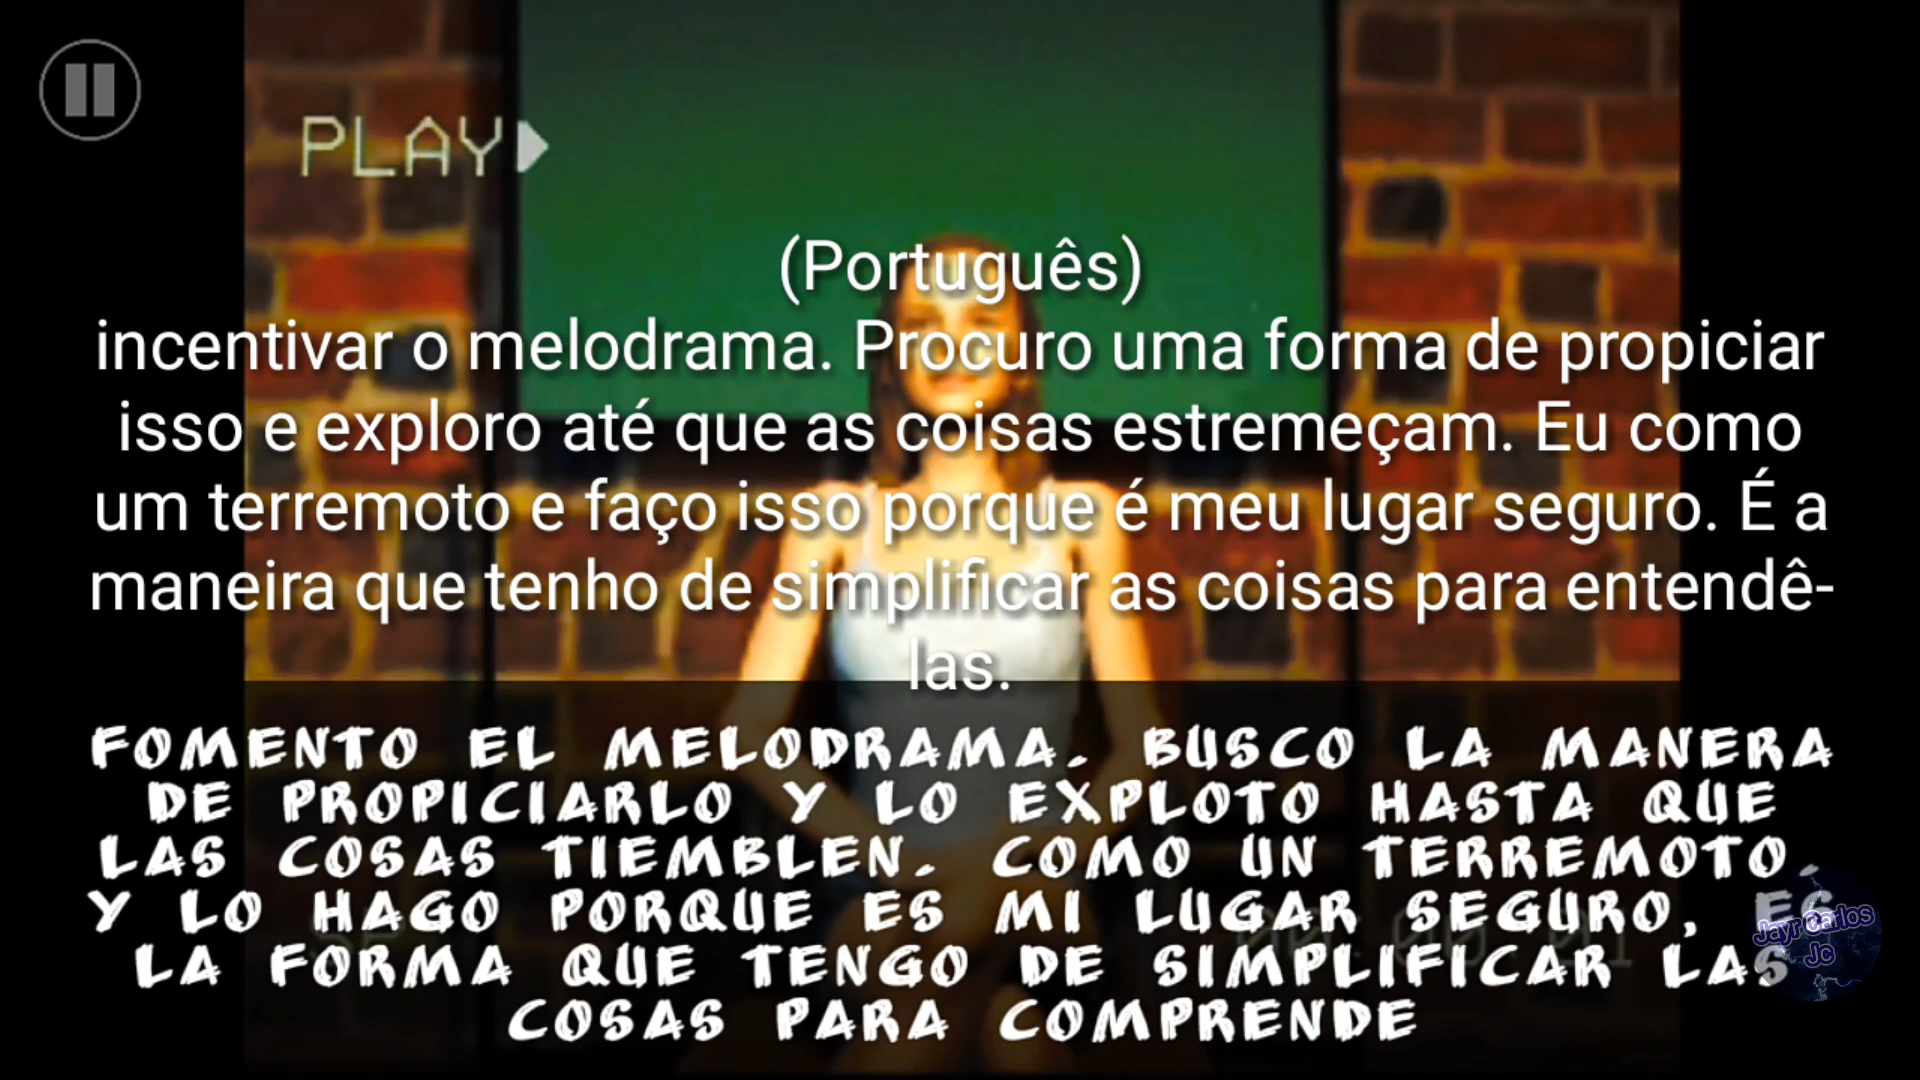 PLAY
(Português)
incentivar o melodrama. Procuro uma forma de propiciar
isso e exploro até que as coisas estremeçam. Eu como
um terremoto e faço isso porque é meu lugar seguro. É a
maneira que tenho de simplificar as coisas para entendê-
las.
FOMENTO EL MELODRAMA. BUSCO LA MANERA
DE PROPICIARLO Y LO EXPLOTO HASTA QUE
LAS COSAS TIEMBLEN. COMO UN TERREMOTO.
Y LO HAGO PORQUE ES MI LUGAR SEGURO, ES
LA FORMA QUE TENGO DE SIMPLIFICAR LAS
COSAS PARA COMPRENDE
Jayr Carlos
Jc